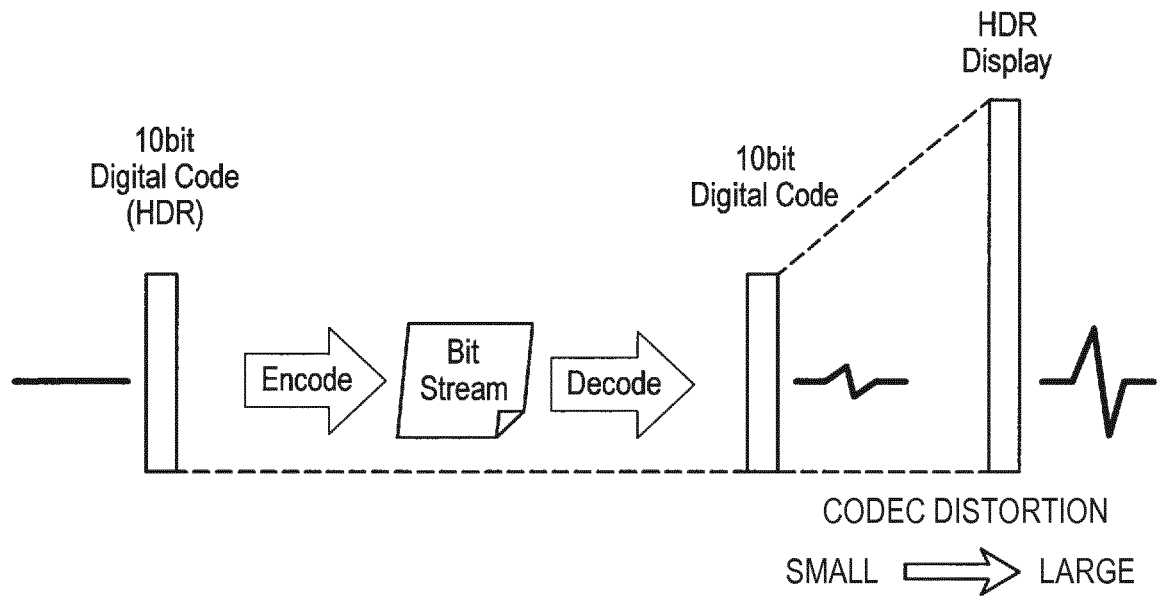 HDR
Display
10bit
Digital Code
(HDR)
10bit
Digital Code
Encode
Bit
Stream
Decode
CODEC DISTORTION
SMALL LARGE